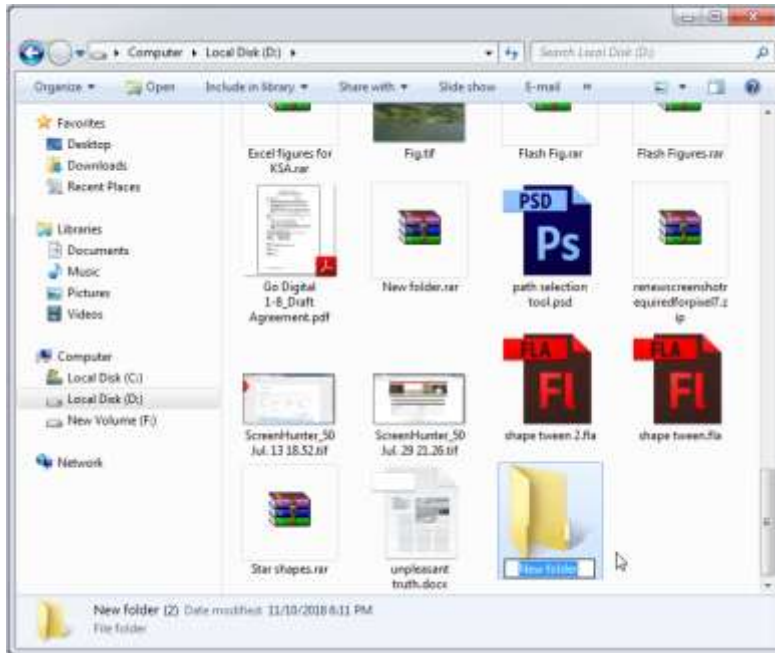 Computer Local Disk (D:)
Search Local Disk (D:)
Organize Open Include in library Share with Slide show E-mail »
Favorites
Desktop
Downloads
Recent Places
Libraries
Documents
Music
Pictures
Videos
Computer
Local Disk (C:)
Local Disk (D:)
New Volume (F:)
Network
Excel figures for
KSA.rar
Fig.tif
Flash Fig.rar
Flash Figures.rar
Go Digital
1-8_Draft
Agreement.pdf
New folder.rar
PSD
Ps
path selection
tool.psd
renewscreenshotr
equiredforpixel7.z
ip
ScreenHunter_50
Jul. 13 18.52.tif
ScreenHunter_50
Jul. 29 21.26.tif
FLA
Fl
shape tween 2.fla
FLA
Fl
shape tween.fla
Star shapes.rar
unpleasant
truth.docx
New folder
New folder (2) Date modified: 11/10/2018 6:11 PM
File folder